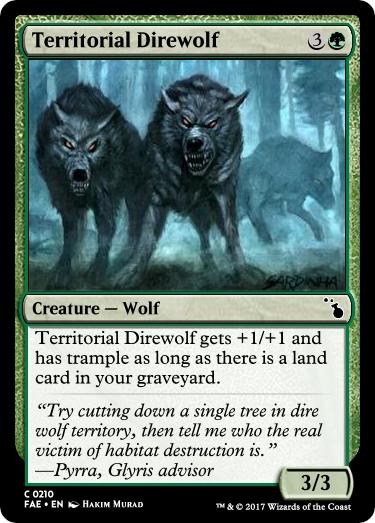 Territorial Direwolf 3
SARDINHA
Creature — Wolf
Territorial Direwolf gets +1/+1 and
has trample as long as there is a land
card in your graveyard.
“Try cutting down a single tree in dire
wolf territory, then tell me who the real
victim of habitat destruction is.”
—Pyrra, Glyris advisor
3/3
C 0210
FAE • EN Hakim Murad
™ & © 2017 Wizards of the Coast